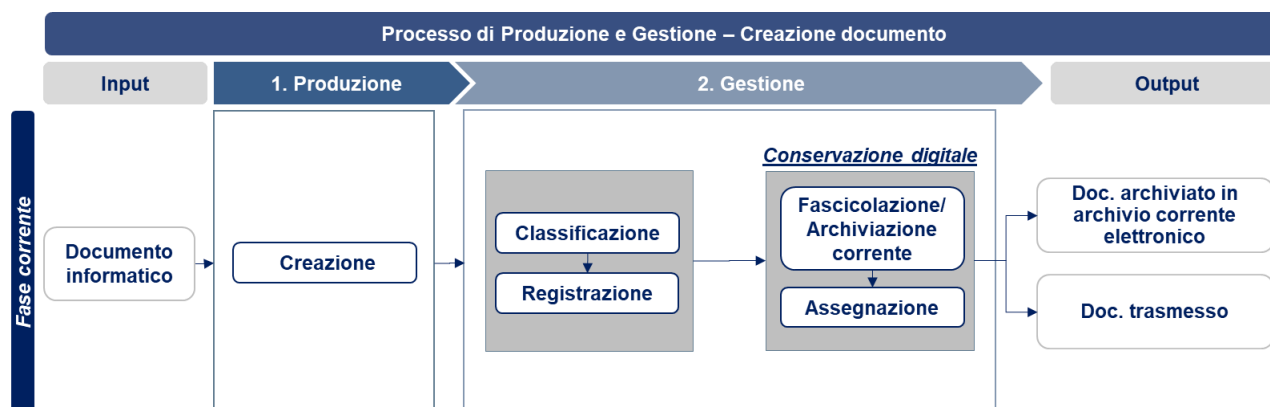 Processo di Produzione e Gestione – Creazione documento
Input
1. Produzione
2. Gestione
Output
Fase corrente
Documento
informatico
Creazione
Classificazione
Registrazione
Conservazione digitale
Fascicolazione/
Archiviazione
corrente
Assegnazione
Doc. archiviato in
archivio corrente
elettronico
Doc. trasmesso